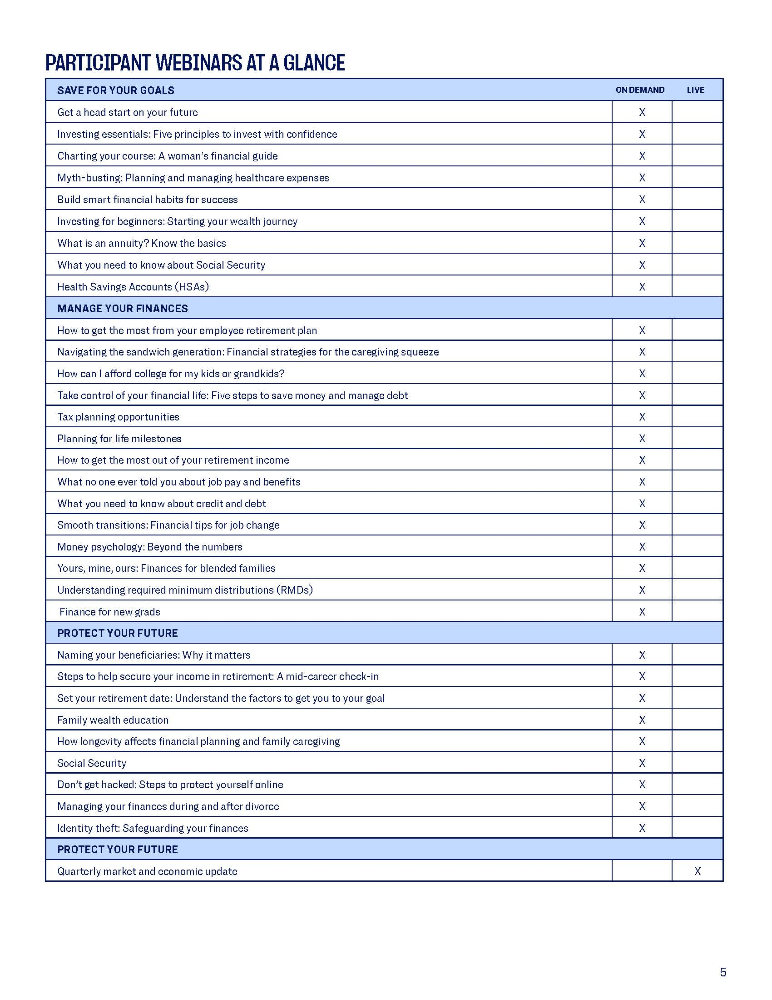 PARTICIPANT WEBINARS AT A GLANCE
SAVE FOR YOUR GOALS ON DEMAND LIVE
Get a head start on your future X
Investing essentials: Five principles to invest with confidence X
Charting your course: A woman’s financial guide X
Myth-busting: Planning and managing healthcare expenses X
Build smart financial habits for success X
Investing for beginners: Starting your wealth journey X
What is an annuity? Know the basics X
What you need to know about Social Security X
Health Savings Accounts (HSAs) X
MANAGE YOUR FINANCES
How to get the most from your employee retirement plan X
Navigating the sandwich generation: Financial strategies for the caregiving squeeze X
How can I afford college for my kids or grandkids? X
Take control of your financial life: Five steps to save money and manage debt X
Tax planning opportunities X
Planning for life milestones X
How to get the most out of your retirement income X
What no one ever told you about job pay and benefits X
What you need to know about credit and debt X
Smooth transitions: Financial tips for job change X
Money psychology: Beyond the numbers X
Yours, mine, ours: Finances for blended families X
Understanding required minimum distributions (RMDs) X
Finance for new grads X
PROTECT YOUR FUTURE
Naming your beneficiaries: Why it matters X
Steps to help secure your income in retirement: A mid-career check-in X
Set your retirement date: Understand the factors to get you to your goal X
Family wealth education X
How longevity affects financial planning and family caregiving X
Social Security X
Don’t get hacked: Steps to protect yourself online X
Managing your finances during and after divorce X
Identity theft: Safeguarding your finances X
PROTECT YOUR FUTURE
Quarterly market and economic update X
5